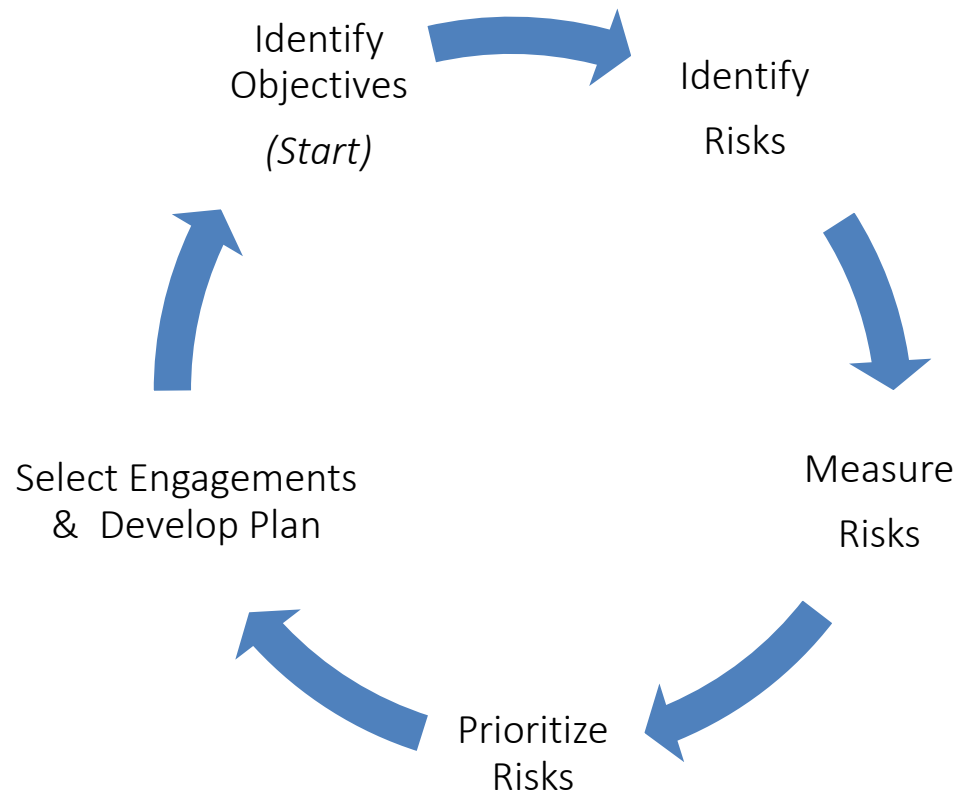 Identify
Objectives
(Start)
Identify
Risks
Measure
Risks
Prioritize
Risks
Select Engagements
& Develop Plan